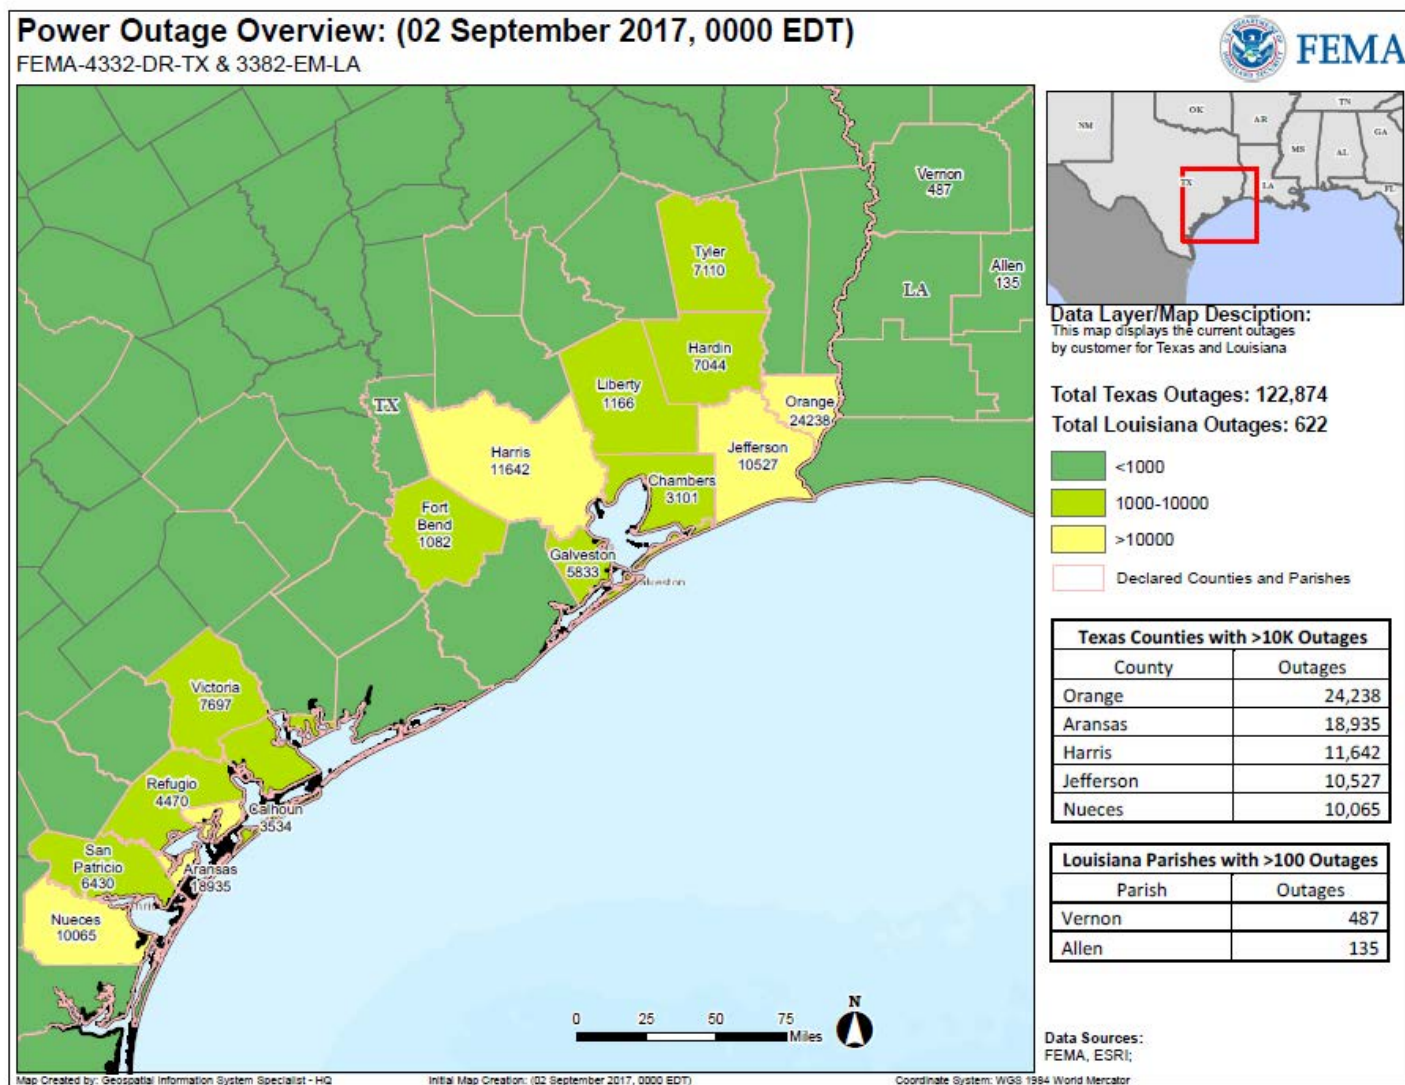 Power Outage Overview: (02 September 2017, 0000 EDT)
FEMA-4332-DR-TX & 3382-EM-LA
FEMA
OK
TN
NM
AR
GA
MS
AL
TX
LA
FL
Vernon
487
Tyler
7110
Allen
135
LA
Hardin
7044
Liberty
1166
TX
Orange
24238
Harris
11642
Jefferson
10527
Chambers
3101
Fort
Bend
1082
Galveston
5833
Victoria
7697
Refugio
4470
Calhoun
3534
San
Patricio
6430
Aransas
18935
Nueces
10065
N
0 25 50 75
Miles
Data Layer/Map Desciption:
This map displays the current outages
by customer for Texas and Louisiana
Total Texas Outages: 122,874
Total Louisiana Outages: 622
<1000
1000-10000
>10000
Declared Counties and Parishes
Texas Counties with >10K Outages
County Outages
Orange 24,238
Aransas 18,935
Harris 11,642
Jefferson 10,527
Nueces 10,065
Louisiana Parishes with >100 Outages
Parish Outages
Vernon 487
Allen 135
Data Sources:
FEMA, ESRI;
Map Created by: Geospatial Information System Specialist - HQ
Initial Map Creation: (02 September 2017, 0000 EDT)
Coordinate System: WGS 1984 World Mercator